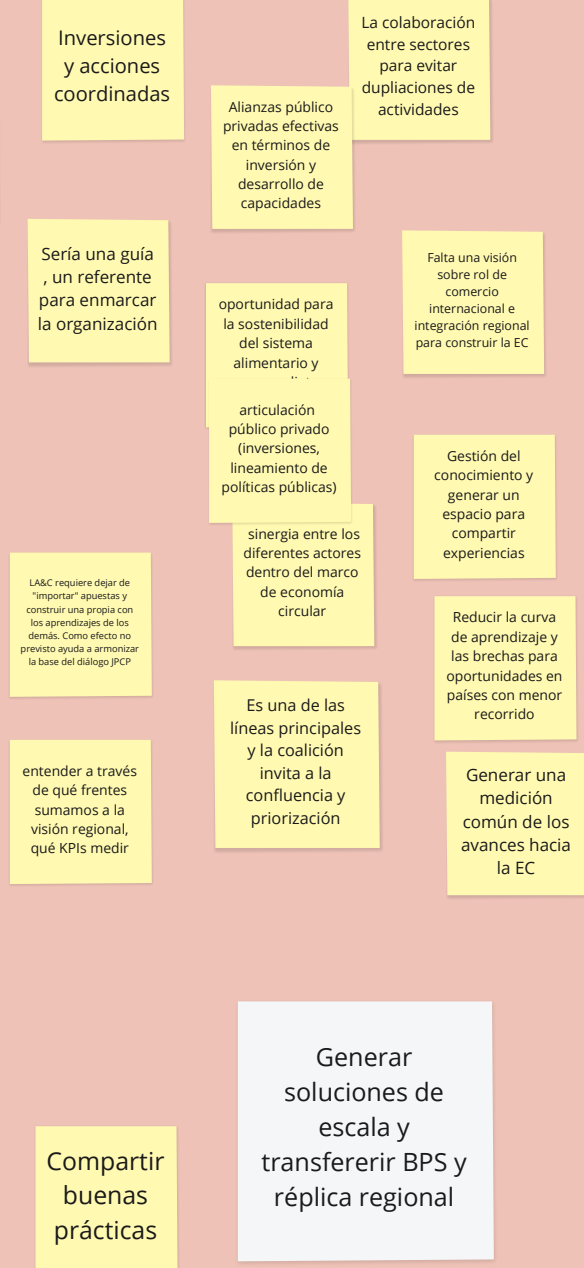 Inversiones
y acciones
coordinadas
La colaboración
entre sectores
para evitar
dupliaciones de
actividades
Alianzas público
privadas efectivas
en términos de
inversión y
desarrollo de
capacidades
Sería una guía
, un referente
para enmarcar
la organización
Falta una visión
sobre rol de
comercio
internacional e
integración regional
para construir la EC
oportunidad para
la sostenibilidad
del sistema
alimentario y
articulación
público privado
(inversiones,
lineamiento de
políticas públicas)
Gestión del
conocimiento y
generar un
espacio para
compartir
experiencias
sinergia entre los
diferentes actores
dentro del marco
de economía
circular
LA&C requiere dejar de
"importar" apuestas y
construir una propia con
los aprendizajes de los
demás. Como efecto no
previsto ayuda a armonizar
la base del diálogo JPCP
Reducir la curva
de aprendizaje y
las brechas para
oportunidades en
países con menor
recorrido
Es una de las
líneas principales
y la coalición
invita a la
confluencia y
priorización
entender a través
de qué frentes
sumamos a la
visión regional,
qué KPIs medir
Generar una
medición
común de los
avances hacia
la EC
Generar
soluciones de
escala y
transfererir BPS y
réplica regional
Compartir
buenas
prácticas